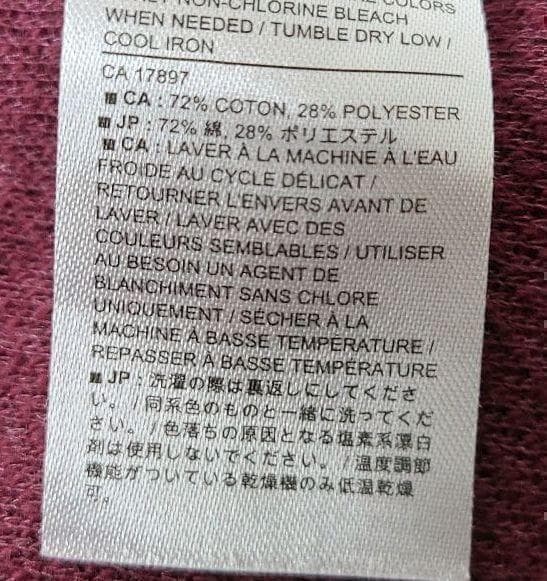 COLORS
NON-CHLORINE BLEACH
WHEN NEEDED / TUMBLE DRY LOW /
COOL IRON
CA 17897
CA : 72% COTON, 28% POLYESTER
JP : 72% 綿, 28% ポリエステル
CA : LAVER À LA MACHINE À L'EAU
FROIDE AU CYCLE DÉLICAT /
RETOURNER L'ENVERS AVANT DE
LAVER / LAVER AVEC DES
COULEURS SEMBLABLES / UTILISER
AU BESOIN UN AGENT DE
BLANCHIMENT SANS CHLORE
UNIQUEMENT / SÉCHER À LA
MACHINE À BASSE TEMPERATURE /
REPASSER À BASSE TEMPERATURE
JP : 洗濯の際は裏返しにしてくださ
い。 / 同系色のものと一緒に洗ってくだ
さい。 / 色落ちの原因となる塩素系漂白
剤は使用しないでください。 / 温度調節
機能がついている乾燥機のみ低温乾燥
可。